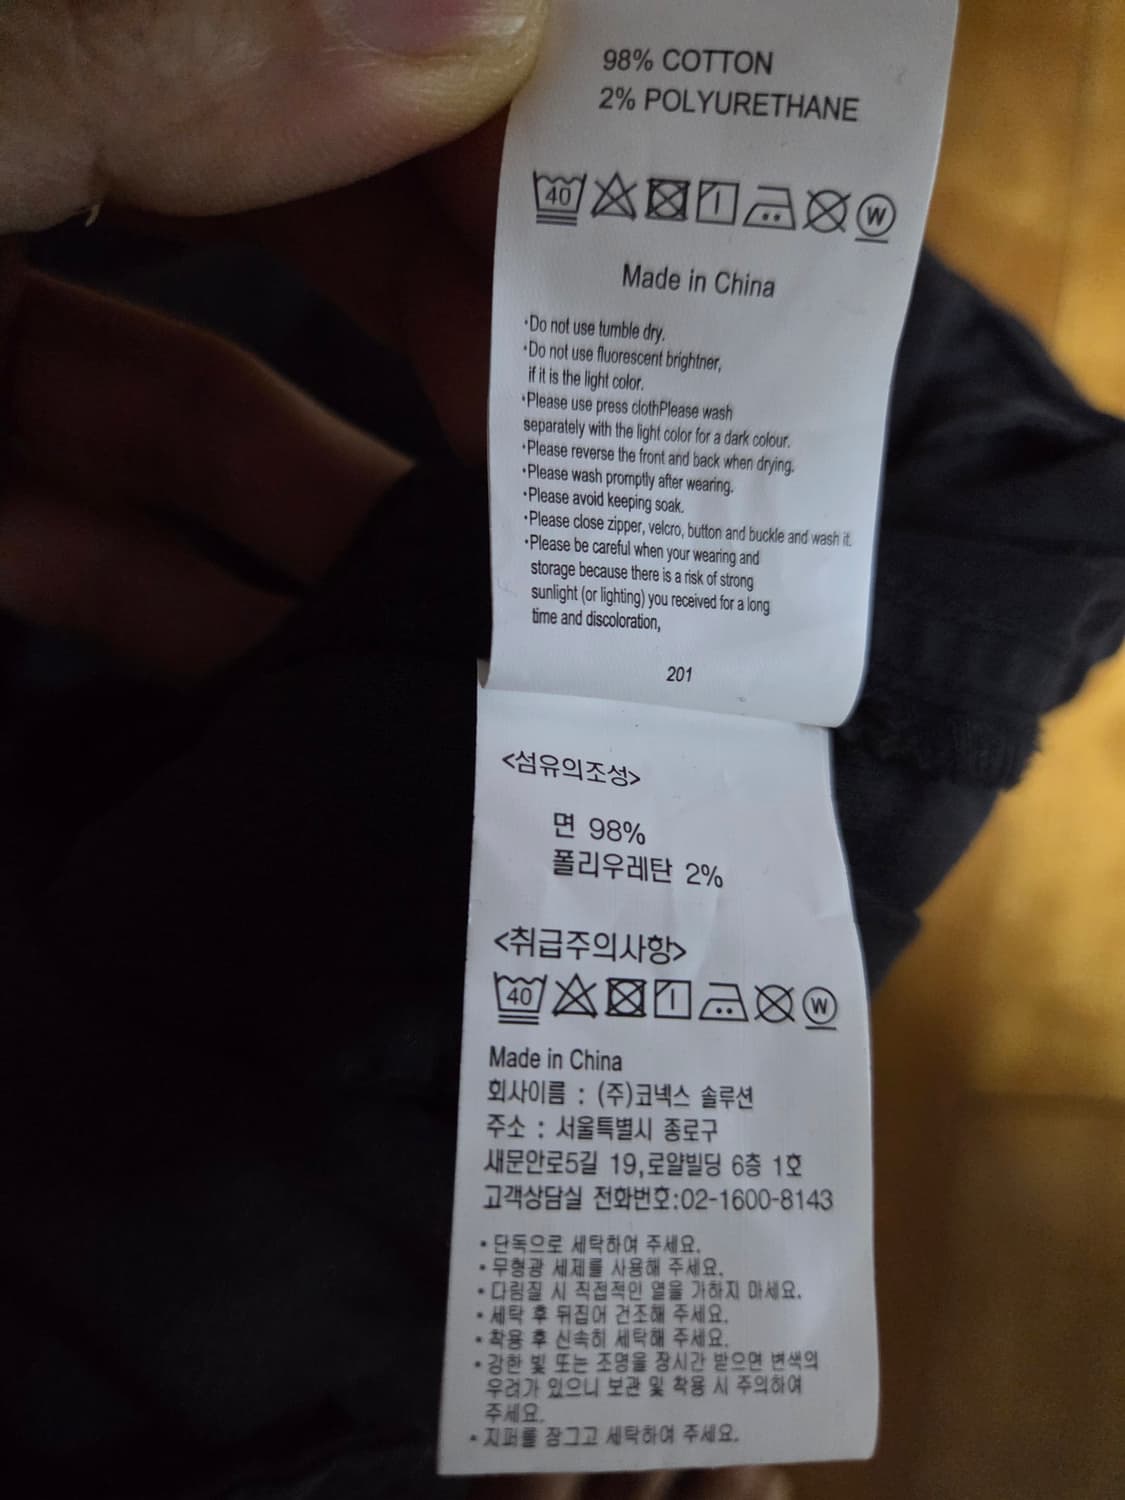 98% COTTON
2% POLYURETHANE
40 W
Made in China
·Do not use tumble dry.
·Do not use fluorescent brightner,
if it is the light color.
·Please use press clothPlease wash
separately with the light color for a dark colour.
·Please reverse the front and back when drying.
·Please wash promptly after wearing.
·Please avoid keeping soak.
·Please close zipper, velcro, button and buckle and wash it.
·Please be careful when your wearing and
storage because there is a risk of strong
sunlight (or lighting) you received for a long
time and discoloration,
201
<섬유의조성>
면 98%
폴리우레탄 2%
<취급주의사항>
40 W
Made in China
회사이름 : (주)코넥스 솔루션
주소 : 서울특별시 종로구
새문안로5길 19,로얄빌딩 6층 1호
고객상담실 전화번호:02-1600-8143
• 단독으로 세탁하여 주세요.
• 무형광 세제를 사용해 주세요.
• 다림질 시 직접적인 열을 가하지 마세요.
• 세탁 후 뒤집어 건조해 주세요.
• 착용 후 신속히 세탁해 주세요.
• 강한 빛 또는 조명을 장시간 받으면 변색의
우려가 있으니 보관 및 착용 시 주의하여
주세요.
• 지퍼를 잠그고 세탁하여 주세요.